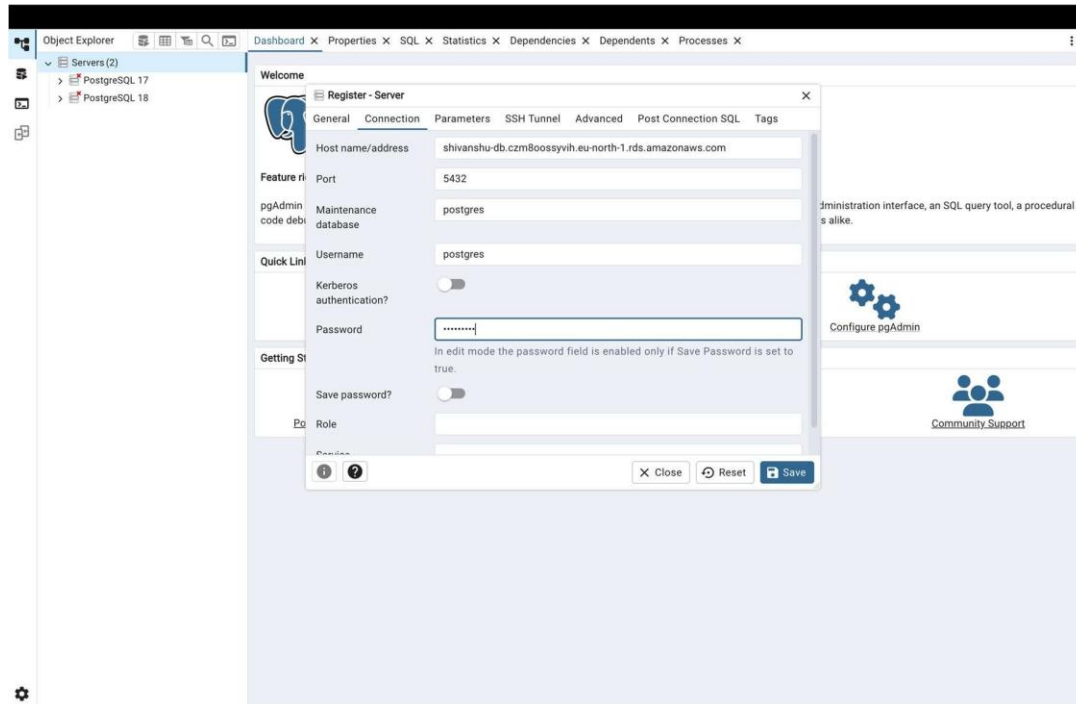 Object Explorer
Dashboard Properties SQL Statistics Dependencies Dependents Processes
Servers (2)
PostgreSQL 17
PostgreSQL 18
Welcome
Register - Server
General Connection Parameters SSH Tunnel Advanced Post Connection SQL Tags
Host name/address shivanshu-db.czm8oossyvih.eu-north-1.rds.amazonaws.com
Port 5432
Maintenance database postgres
Username postgres
Kerberos authentication?
Password •••••••••
In edit mode the password field is enabled only if Save Password is set to
true.
Save password?
Role
Close Reset Save
Feature ri
pgAdmin
dministration interface, an SQL query tool, a procedural
code debu
s alike.
Quick Lin
Configure pgAdmin
Getting St
Po
Community Support